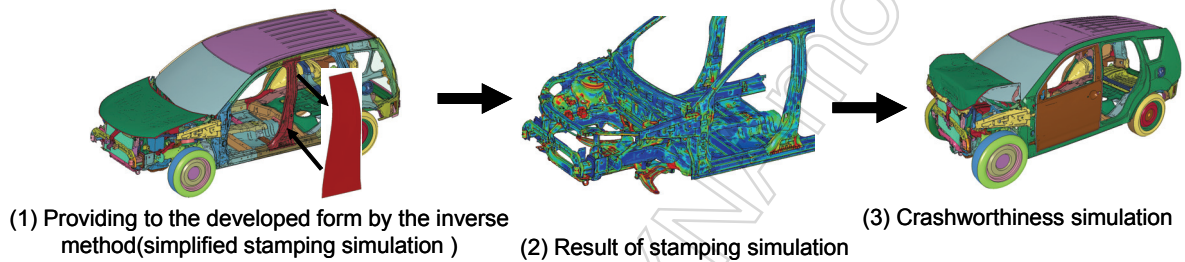 (1) Providing to the developed form by the inverse
method(simplified stamping simulation )
(2) Result of stamping simulation
(3) Crashworthiness simulation